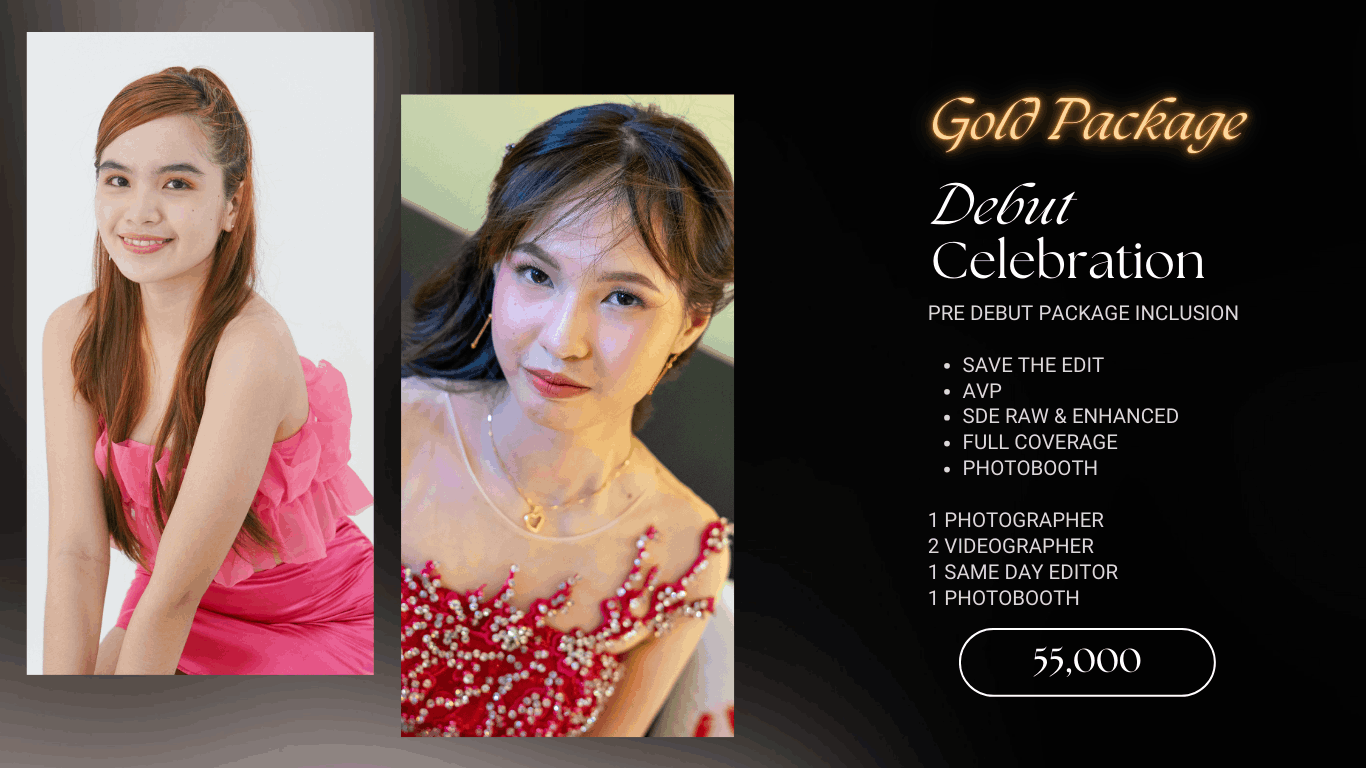 Gold Package
Debut
Celebration
PRE DEBUT PACKAGE INCLUSION
• SAVE THE EDIT
• AVP
• SDE RAW & ENHANCED
• FULL COVERAGE
• PHOTOBOOTH
1 PHOTOGRAPHER
2 VIDEOGRAPHER
1 SAME DAY EDITOR
1 PHOTOBOOTH
55,000